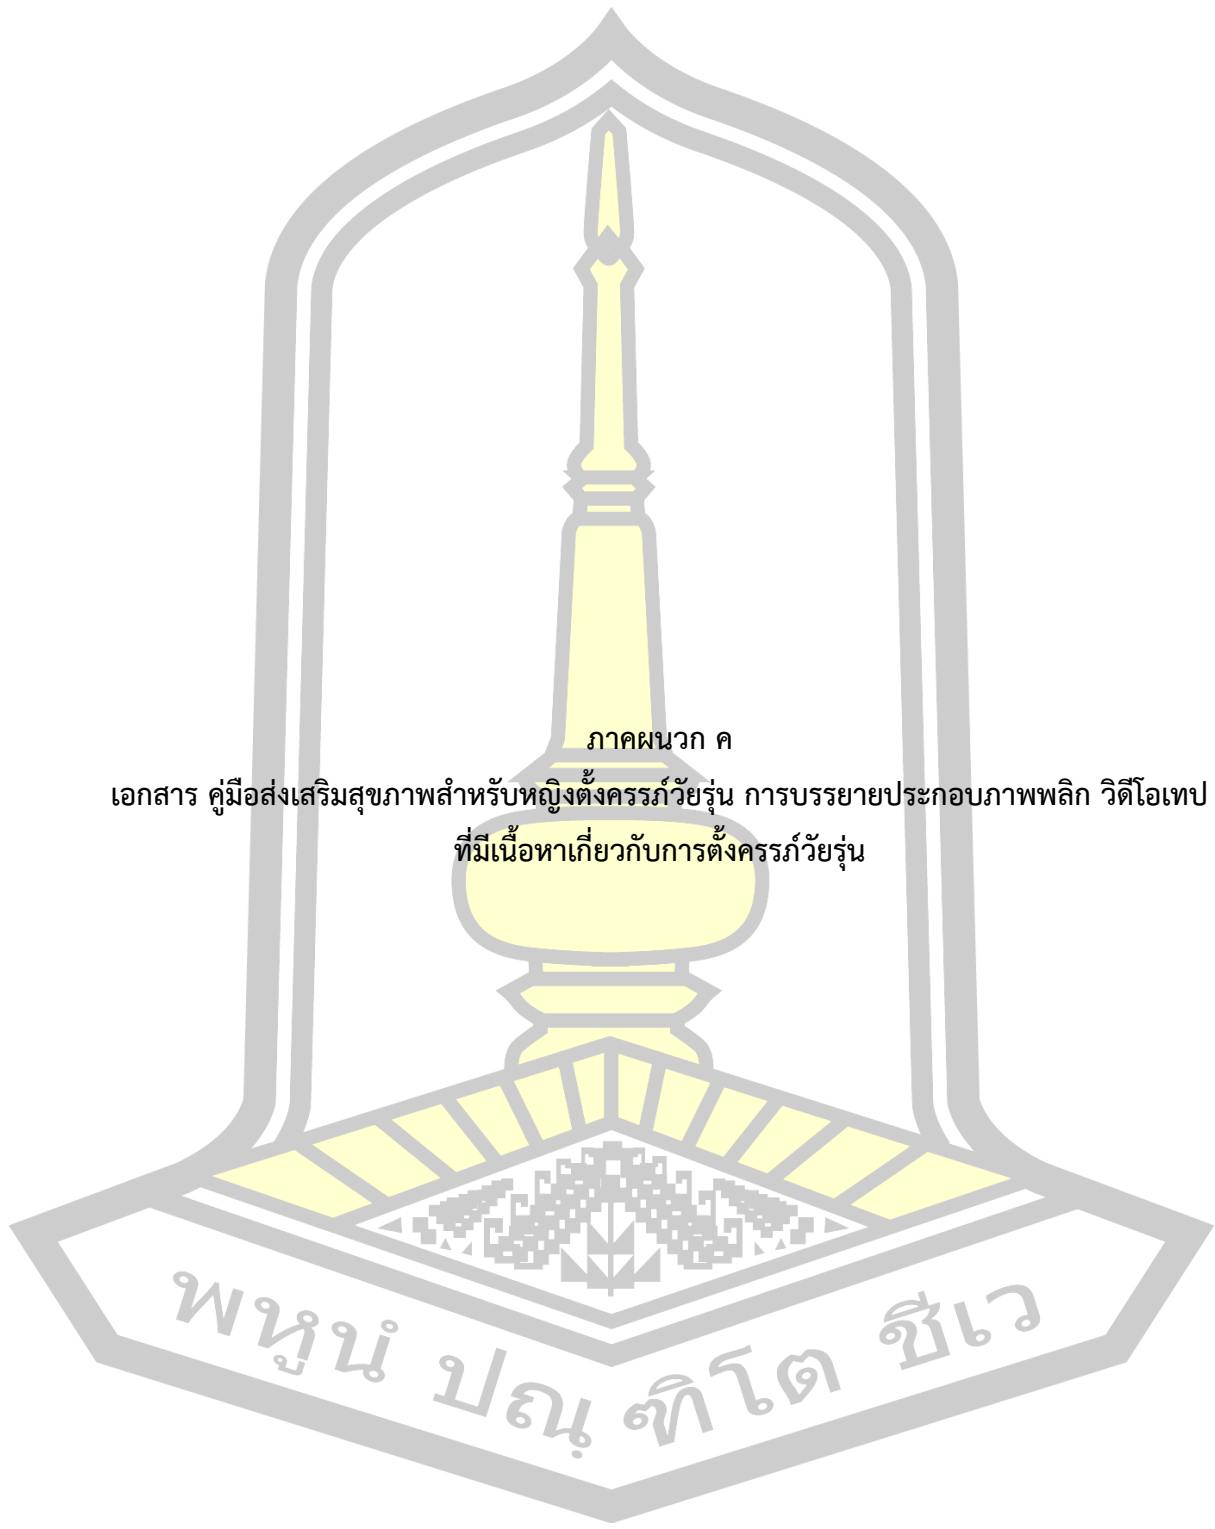 ภาคผนวก ค
เอกสาร คู่มือส่งเสริมสุขภาพสำหรับหญิงตั้งครรภ์วัยรุ่น การบรรยายประกอบภาพพลิก วิดีโอเทป
ที่มีเนื้อหาเกี่ยวกับการตั้งครรภ์วัยรุ่น
พหูนํ ปณฺฑิโต ชีเว